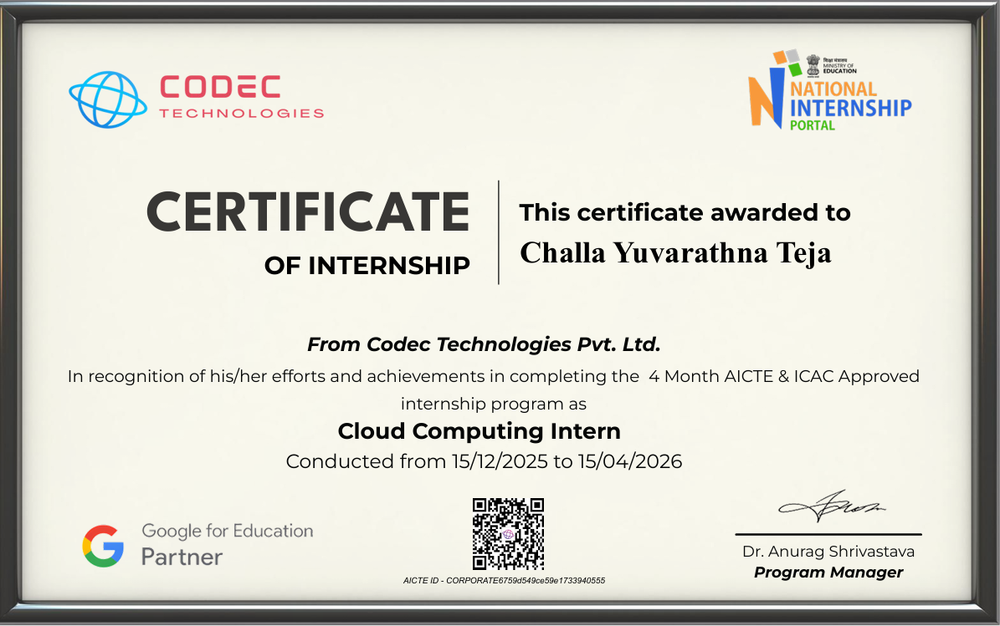 CODEC
TECHNOLOGIES
शिक्षा मंत्रालय
MINISTRY OF
EDUCATION
NATIONAL
INTERNSHIP
PORTAL
CERTIFICATE
OF INTERNSHIP
This certificate awarded to
Challa Yuvarathna Teja
From Codec Technologies Pvt. Ltd.
In recognition of his/her efforts and achievements in completing the  4 Month AICTE & ICAC Approved
internship program as
Cloud Computing Intern
Conducted from 15/12/2025 to 15/04/2026
Google for Education
Partner
AICTE ID - CORPORATE6759d549ce59e1733940555
Dr. Anurag Shrivastava
Program Manager